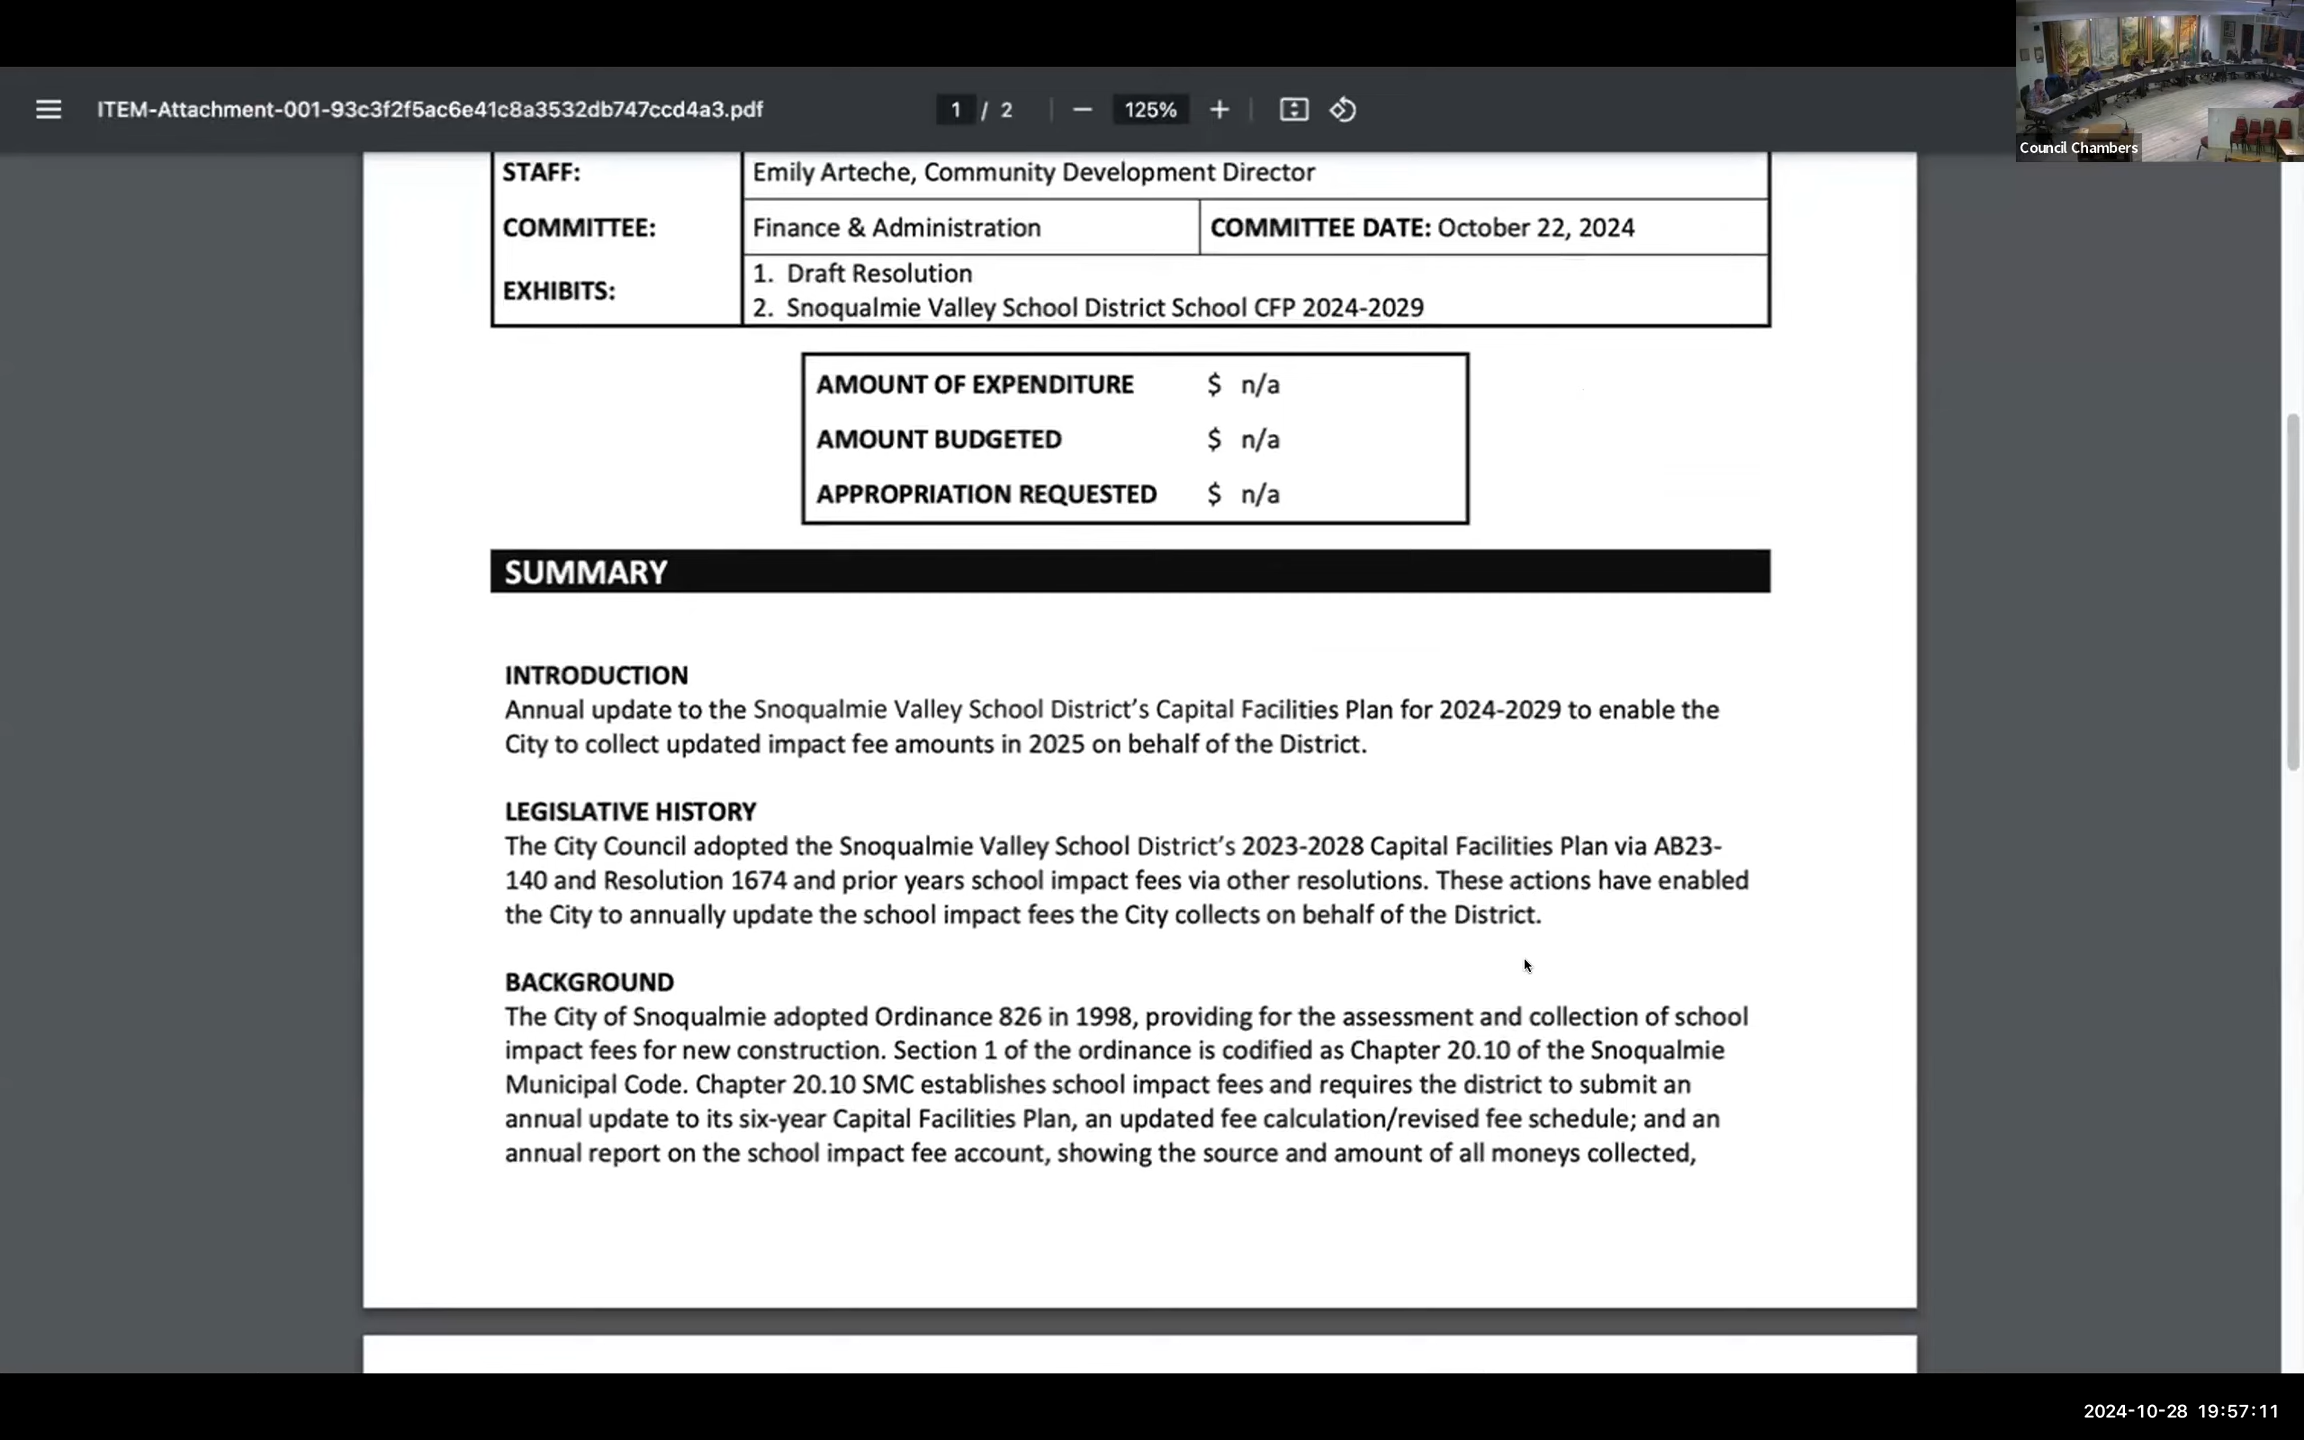 Council Chambers
ITEM-Attachment-001-93c3f2f5ac6e41c8a3532db747ccd4a3.pdf 1 / 2 125%
STAFF: Emily Arteche, Community Development Director
COMMITTEE: Finance & Administration COMMITTEE DATE: October 22, 2024
EXHIBITS: 1. Draft Resolution
2. Snoqualmie Valley School District School CFP 2024-2029
AMOUNT OF EXPENDITURE $ n/a
AMOUNT BUDGETED $ n/a
APPROPRIATION REQUESTED $ n/a
SUMMARY
INTRODUCTION
Annual update to the Snoqualmie Valley School District’s Capital Facilities Plan for 2024-2029 to enable the
City to collect updated impact fee amounts in 2025 on behalf of the District.
LEGISLATIVE HISTORY
The City Council adopted the Snoqualmie Valley School District’s 2023-2028 Capital Facilities Plan via AB23-
140 and Resolution 1674 and prior years school impact fees via other resolutions. These actions have enabled
the City to annually update the school impact fees the City collects on behalf of the District.
BACKGROUND
The City of Snoqualmie adopted Ordinance 826 in 1998, providing for the assessment and collection of school
impact fees for new construction. Section 1 of the ordinance is codified as Chapter 20.10 of the Snoqualmie
Municipal Code. Chapter 20.10 SMC establishes school impact fees and requires the district to submit an
annual update to its six-year Capital Facilities Plan, an updated fee calculation/revised fee schedule; and an
annual report on the school impact fee account, showing the source and amount of all moneys collected,
2024-10-28 19:57:11